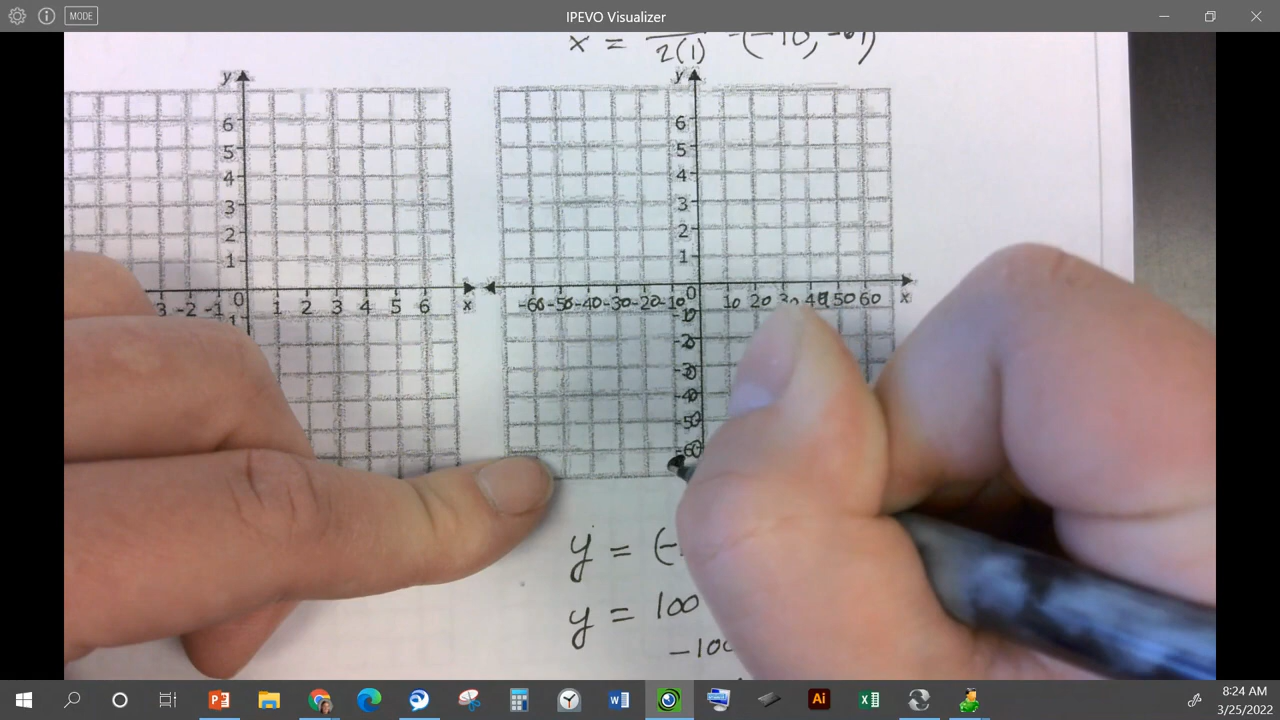 IPEVO Visualizer
MODE
x =
2(1)
y
6
5
4
3
2
1
0
3 -2 -1
1 2 3 4 5 6
x
1
y
6
5
4
3
2
1
0
-60 -50 -40 -30 -20 -10
10 20 30 40 50 60
x
-10
-20
-30
-40
50
60
y = (-
y = 100
-100
8:24 AM
3/25/2022